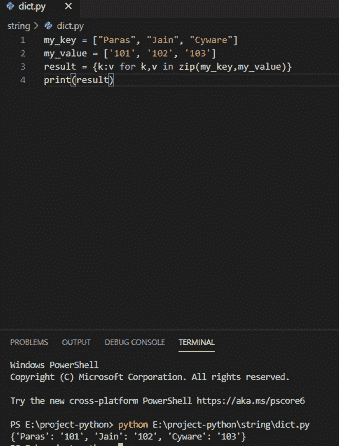 dict.py
string > dict.py
1 my_key = ["Paras", "Jain", "Cyware"]
2 my_value = ['101', '102', '103']
3 result = {k:v for k,v in zip(my_key,my_value)}
4 print(result)
PROBLEMS OUTPUT DEBUG CONSOLE TERMINAL
Windows PowerShell
Copyright (C) Microsoft Corporation. All rights reserved.
Try the new cross-platform PowerShell https://aka.ms/pscore6
PS E:\project-python> python E:\project-python\string\dict.py
{'Paras': '101', 'Jain': '102', 'Cyware': '103'}